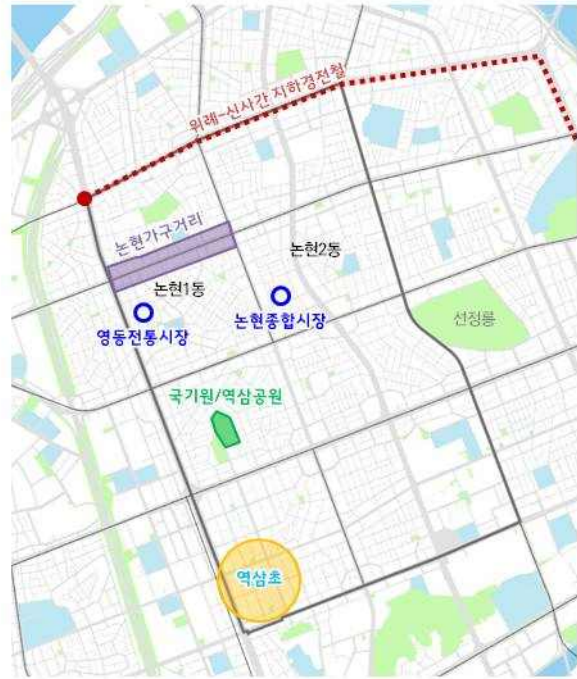 위례-신사간 지하경전철
논현가구거리
논현2동
논현1동
영동전통시장
논현종합시장
선정릉
국기원/역삼공원
역삼초